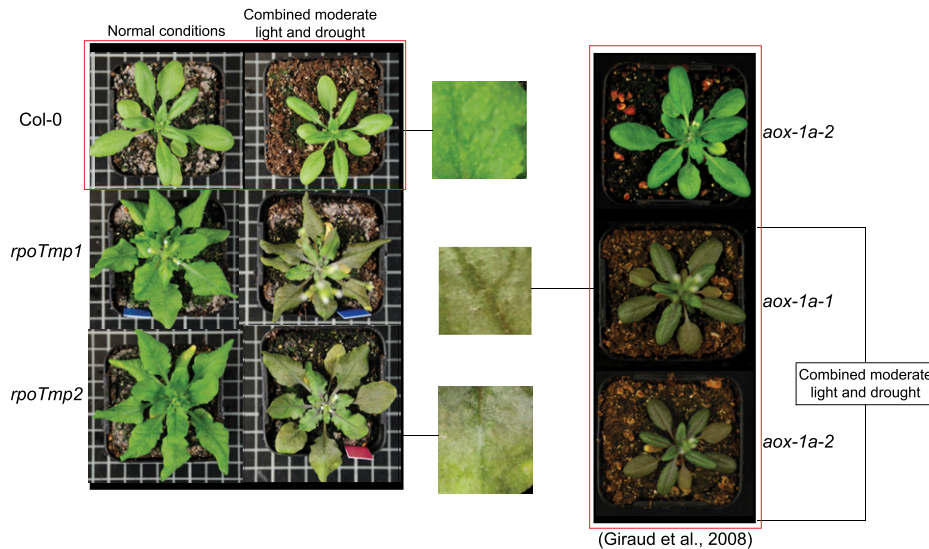 Normal conditions
Combined moderate
light and drought
Col-0
rpoTmp1
rpoTmp2
aox-1a-2
aox-1a-1
aox-1a-2
Combined moderate
light and drought
(Giraud et al., 2008)